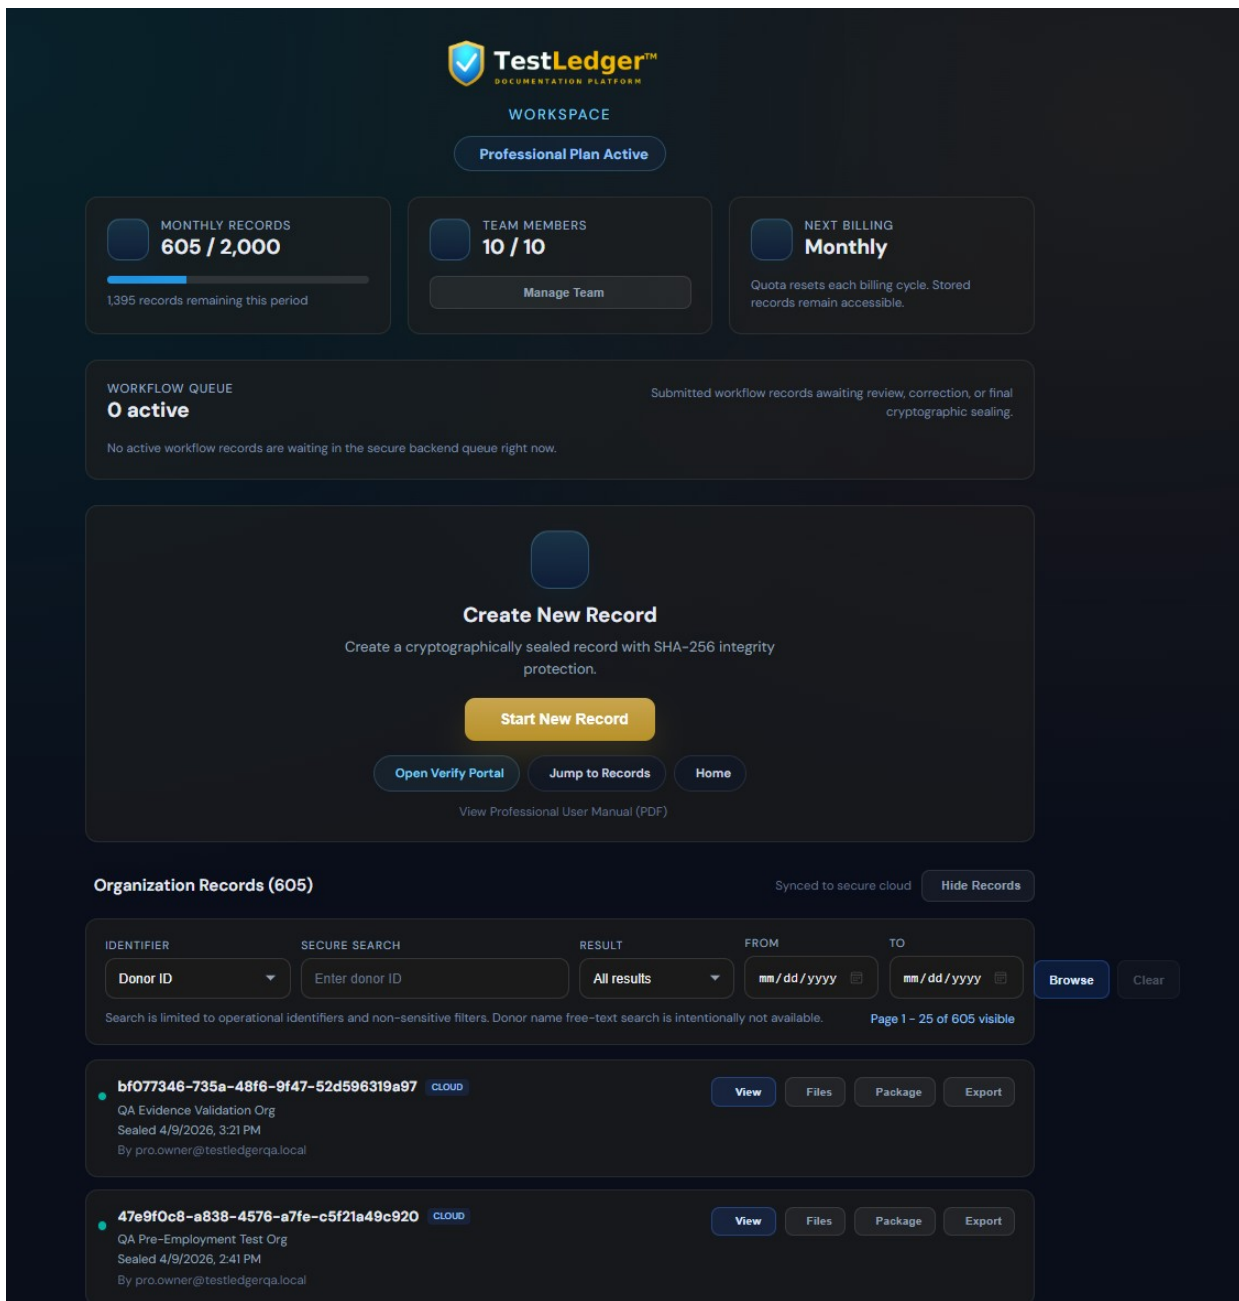 TestLedger™
DOCUMENTATION PLATFORM
WORKSPACE
Professional Plan Active
MONTHLY RECORDS
605 / 2,000
1,395 records remaining this period
TEAM MEMBERS
10 / 10
Manage Team
NEXT BILLING
Monthly
Quota resets each billing cycle. Stored
records remain accessible.
WORKFLOW QUEUE
0 active
Submitted workflow records awaiting review, correction, or final
cryptographic sealing.
No active workflow records are waiting in the secure backend queue right now.
Create New Record
Create a cryptographically sealed record with SHA-256 integrity
protection.
Start New Record
Open Verify Portal
Jump to Records
Home
View Professional User Manual (PDF)
Organization Records (605)
Synced to secure cloud
Hide Records
IDENTIFIER
Donor ID
SECURE SEARCH
Enter donor ID
RESULT
All results
FROM
mm/dd/yyyy
TO
mm/dd/yyyy
Browse
Clear
Search is limited to operational identifiers and non-sensitive filters. Donor name free-text search is intentionally not available.
Page 1 - 25 of 605 visible
bf077346-735a-48f6-9f47-52d596319a97 CLOUD
QA Evidence Validation Org
Sealed 4/9/2026, 3:21 PM
By pro.owner@testledgerqa.local
View
Files
Package
Export
47e9f0c8-a838-4576-a7fe-c5f21a49c920 CLOUD
QA Pre-Employment Test Org
Sealed 4/9/2026, 2:41 PM
By pro.owner@testledgerqa.local
View
Files
Package
Export